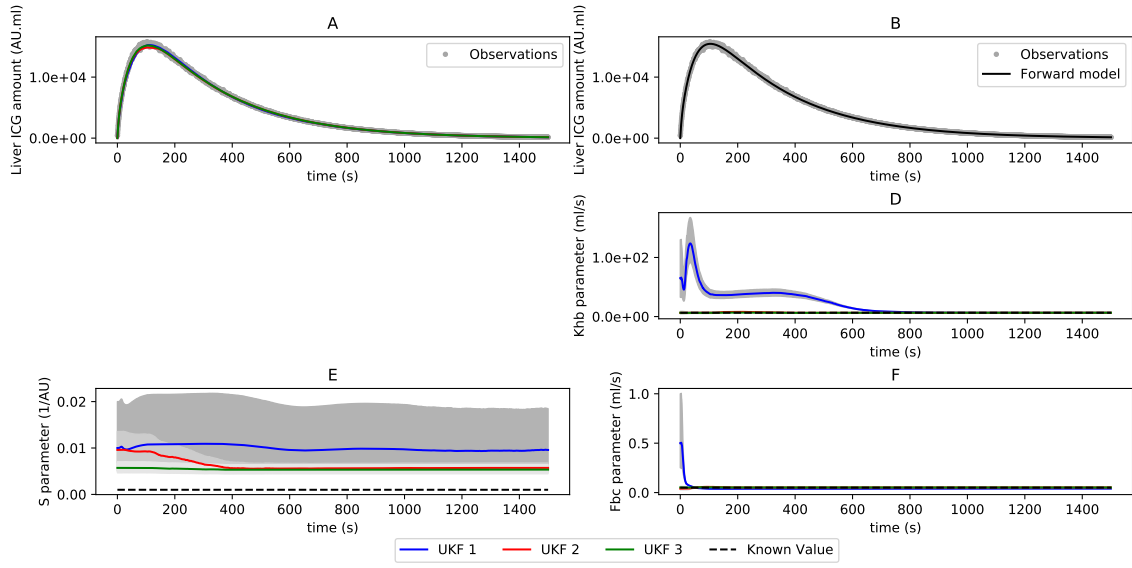 A
Liver ICG amount (AU.ml)
1.0e+04
0.0e+00
Observations
0 200 400 600 800 1000 1200 1400
time (s)
B
Liver ICG amount (AU.ml)
1.0e+04
0.0e+00
Observations
Forward model
0 200 400 600 800 1000 1200 1400
time (s)
D
Khb parameter (ml/s)
1.0e+02
0.0e+00
0 200 400 600 800 1000 1200 1400
time (s)
E
S parameter (1/AU)
0.02
0.01
0.00
0 200 400 600 800 1000 1200 1400
time (s)
F
Fbc parameter (ml/s)
1.0
0.5
0.0
0 200 400 600 800 1000 1200 1400
time (s)
UKF 1 UKF 2 UKF 3 Known Value